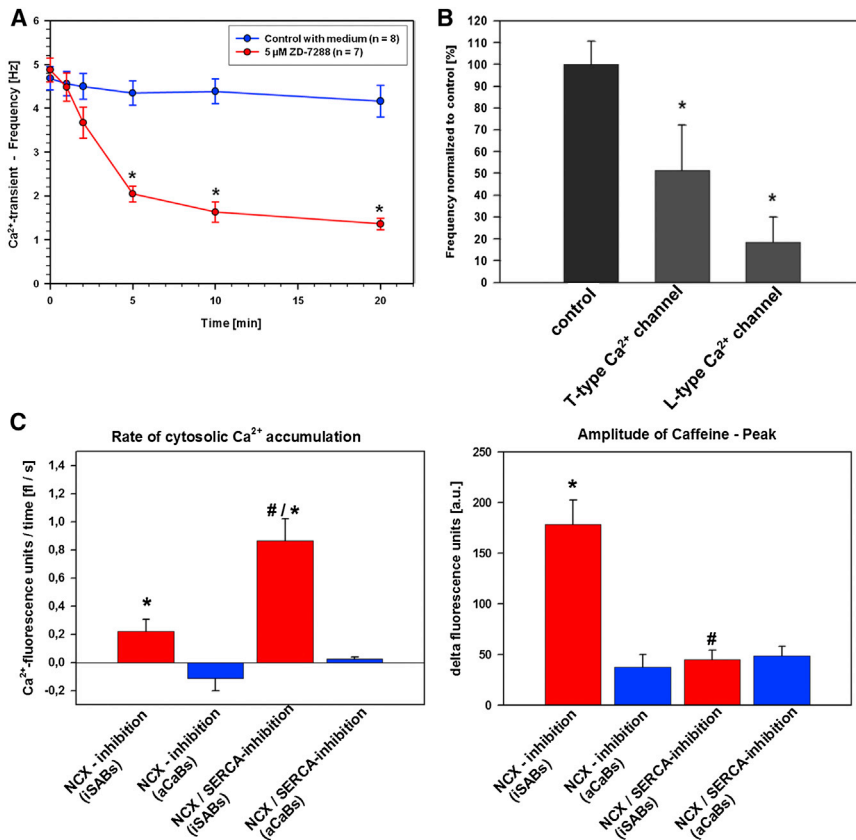 A
Control with medium (n = 8)
5 µM ZD-7288 (n = 7)
Ca²⁺-transient - Frequency [Hz]
6
5
4
3
2
1
0
*
*
*
0
5
10
15
20
Time [min]
B
Frequency normalized to control [%]
120
110
100
90
80
70
60
50
40
30
20
10
0
*
*
control
T-type Ca²⁺ channel
L-type Ca²⁺ channel
C
Rate of cytosolic Ca²⁺ accumulation
Ca²⁺-fluorescence units / time [fl / s]
1,4
1,2
1,0
0,8
0,6
0,4
0,2
0,0
-0,2
*
# / *
NCX - inhibition
(iSABs)
NCX - inhibition
(aCaBs)
NCX / SERCA-inhibition
(iSABs)
NCX / SERCA-inhibition
(aCaBs)
Amplitude of Caffeine - Peak
delta fluorescence units [a.u.]
250
200
150
100
50
0
*
#
NCX - inhibition
(iSABs)
NCX - inhibition
(aCaBs)
NCX / SERCA-inhibition
(iSABs)
NCX / SERCA-inhibition
(aCaBs)